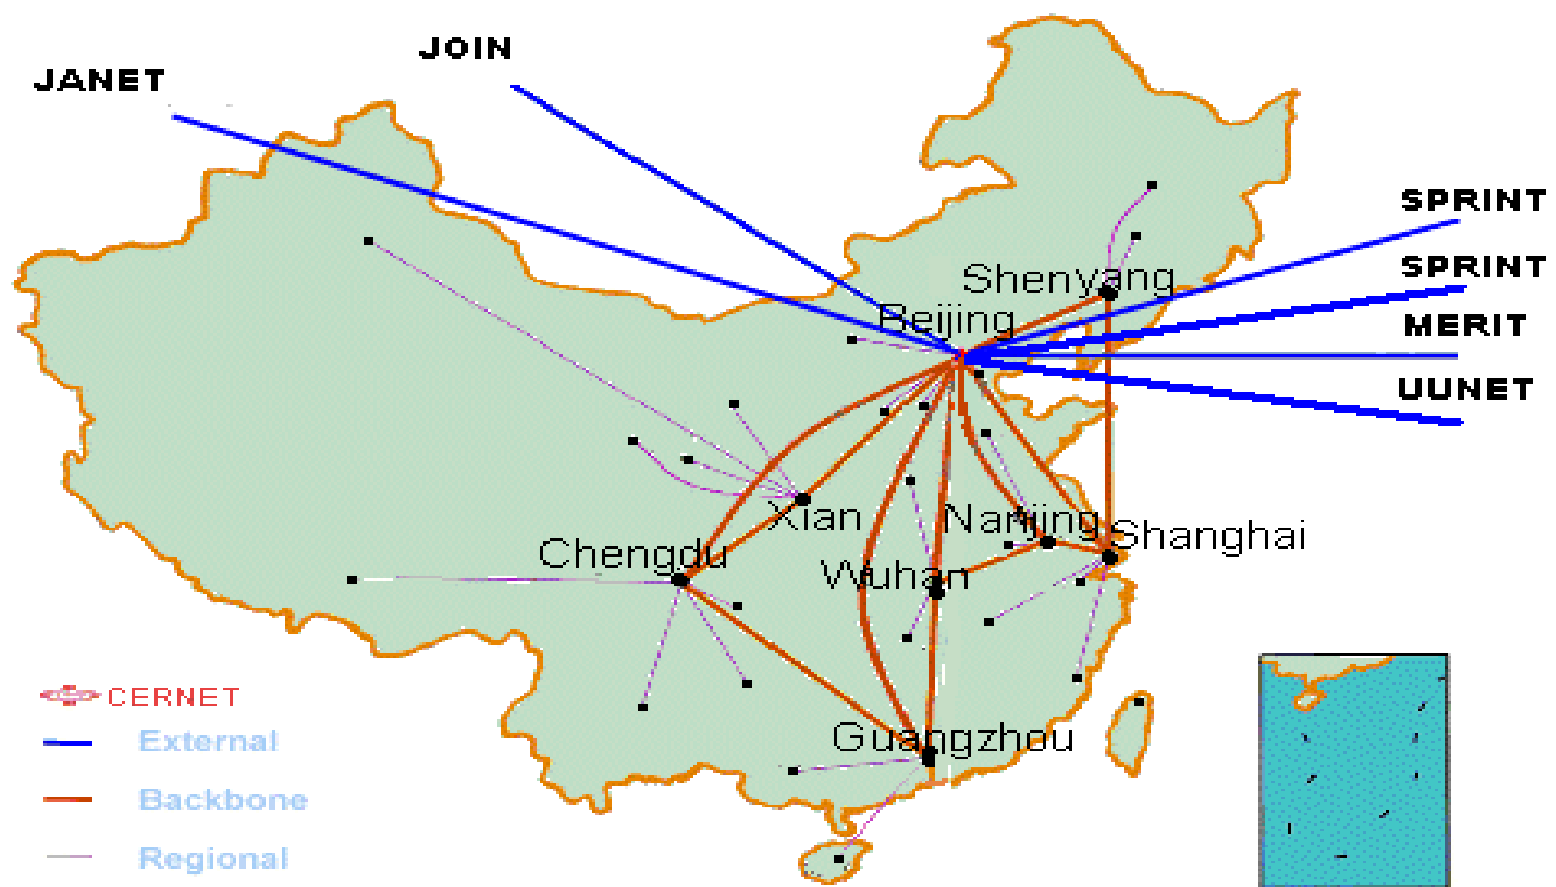 JOIN
JANET
SPRINT
SPRINT
Shenyang
Beijing
MERIT
UUNET
Xian
Nanjing
Shanghai
Chengdu
Wuhan
CERNET
External
Guangzhou
Backbone
Regional